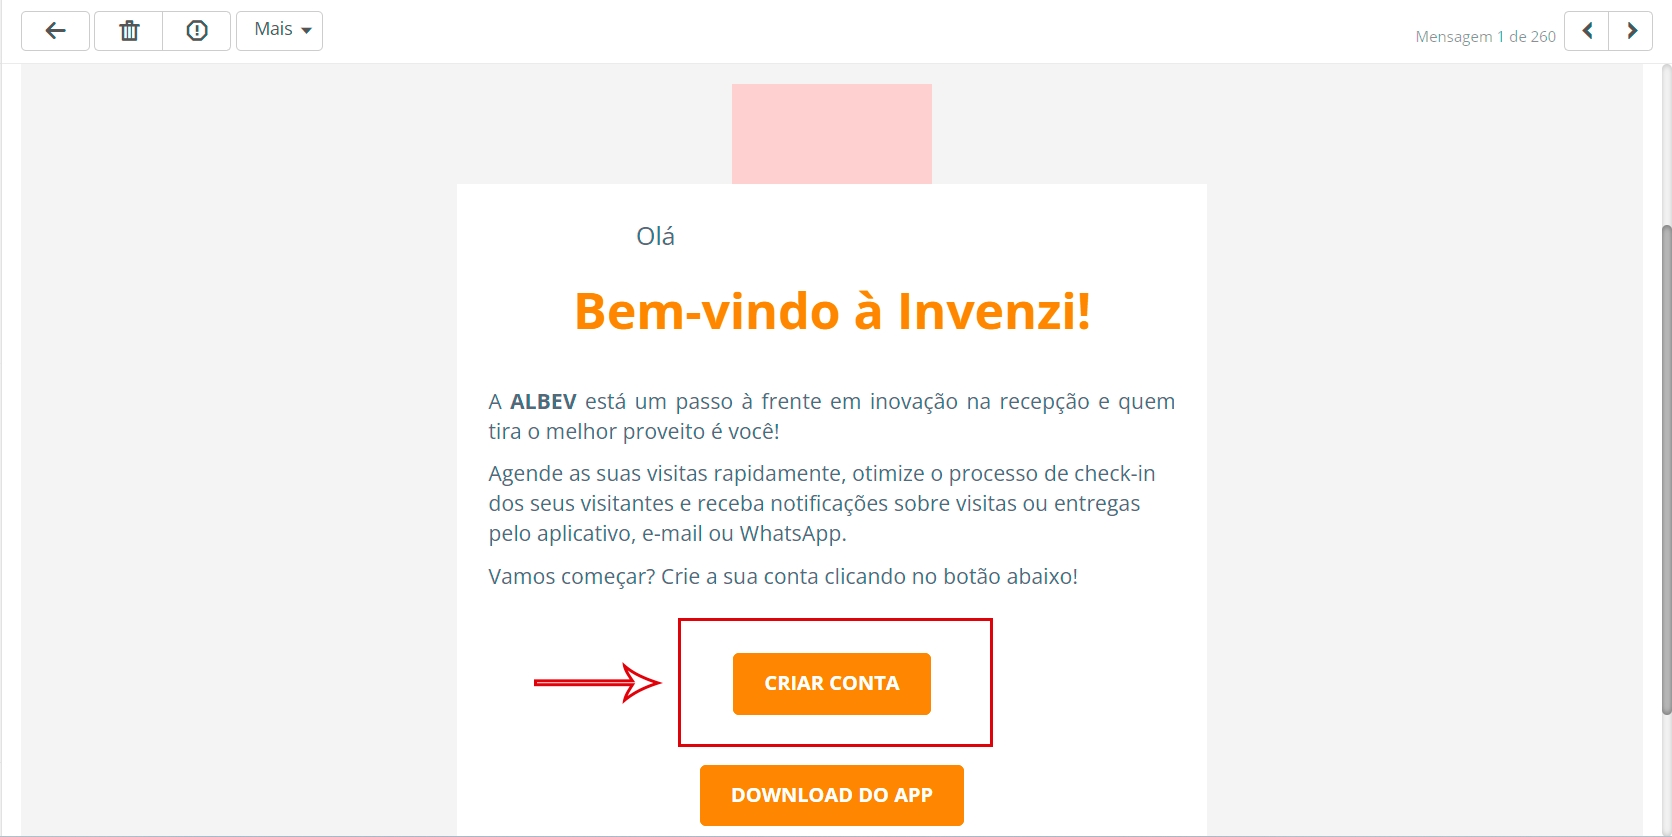 Mais
Mensagem 1 de 260
Olá
Bem-vindo à Invenzi!
A ALBEV está um passo à frente em inovação na recepção e quem
tira o melhor proveito é você!
Agende as suas visitas rapidamente, otimize o processo de check-in
dos seus visitantes e receba notificações sobre visitas ou entregas
pelo aplicativo, e-mail ou WhatsApp.
Vamos começar? Crie a sua conta clicando no botão abaixo!
CRIAR CONTA
DOWNLOAD DO APP